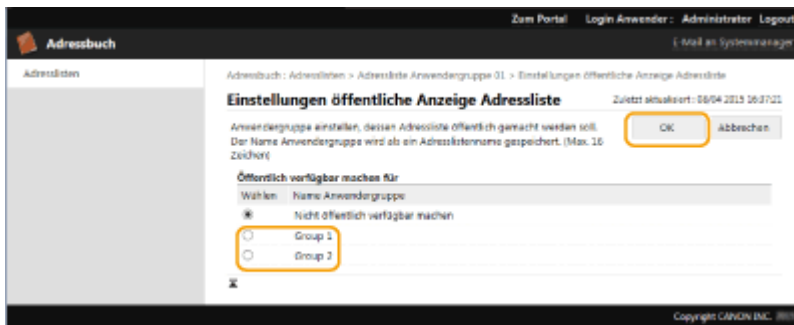 Zum Portal Login Anwender: Administrator Logout
Adressbuch
E-Mail an Systemmanager
Adresslisten
Adressbuch : Adresslisten > Adressliste Anwendergruppe 01 > Einstellungen öffentliche Anzeige Adressliste
Einstellungen öffentliche Anzeige Adressliste
Zuletzt aktualisiert : 08/04 2015 16:37:21
Anwendergruppe einstellen, dessen Adressliste öffentlich gemacht werden soll.
Der Name Anwendergruppe wird als ein Adresslistenname gespeichert. (Max. 16
Zeichen)
OK Abbrechen
Öffentlich verfügbar machen für
Wählen Name Anwendergruppe
Nicht öffentlich verfügbar machen
Group 1
Group 2
Copyright CANON INC.